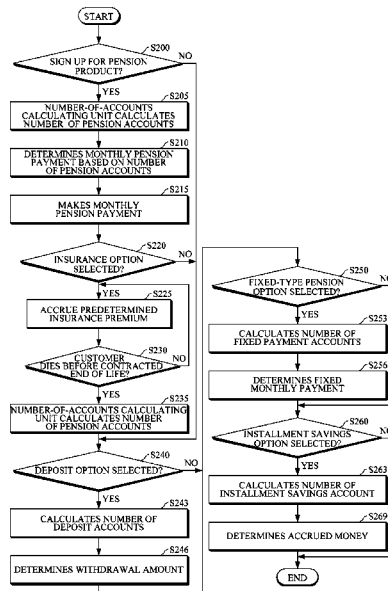 START
S200
SIGN UP FOR PENSION
PRODUCT?
NO
YES
S205
NUMBER-OF-ACCOUNTS
CALCULATING UNIT CALCULATES
NUMBER OF PENSION ACCOUNTS
S210
DETERMINES MONTHLY PENSION
PAYMENT BASED ON NUMBER
OF PENSION ACCOUNTS
S215
MAKES MONTHLY
PENSION PAYMENT
S220
INSURANCE OPTION
SELECTED?
NO
YES
S225
ACCRUE PREDETERMINED
INSURANCE PREMIUM
S230
CUSTOMER
DIES BEFORE CONTRACTED
END OF LIFE?
NO
YES
S235
NUMBER-OF-ACCOUNTS CALCULATING
UNIT CALCULATES NUMBER
OF PENSION ACCOUNTS
S240
DEPOSIT OPTION SELECTED?
NO
YES
S243
CALCULATES NUMBER OF
DEPOSIT ACCOUNTS
S246
DETERMINES WITHDRAWAL AMOUNT
S250
FIXED-TYPE PENSION
OPTION SELECTED?
NO
YES
S253
CALCULATES NUMBER OF
FIXED PAYMENT ACCOUNTS
S256
DETERMINES FIXED
MONTHLY PAYMENT
S260
INSTALLMENT SAVINGS
OPTION SELECTED?
NO
YES
S263
CALCULATES NUMBER OF
INSTALLMENT SAVINGS ACCOUNT
S269
DETERMINES ACCRUED MONEY
END